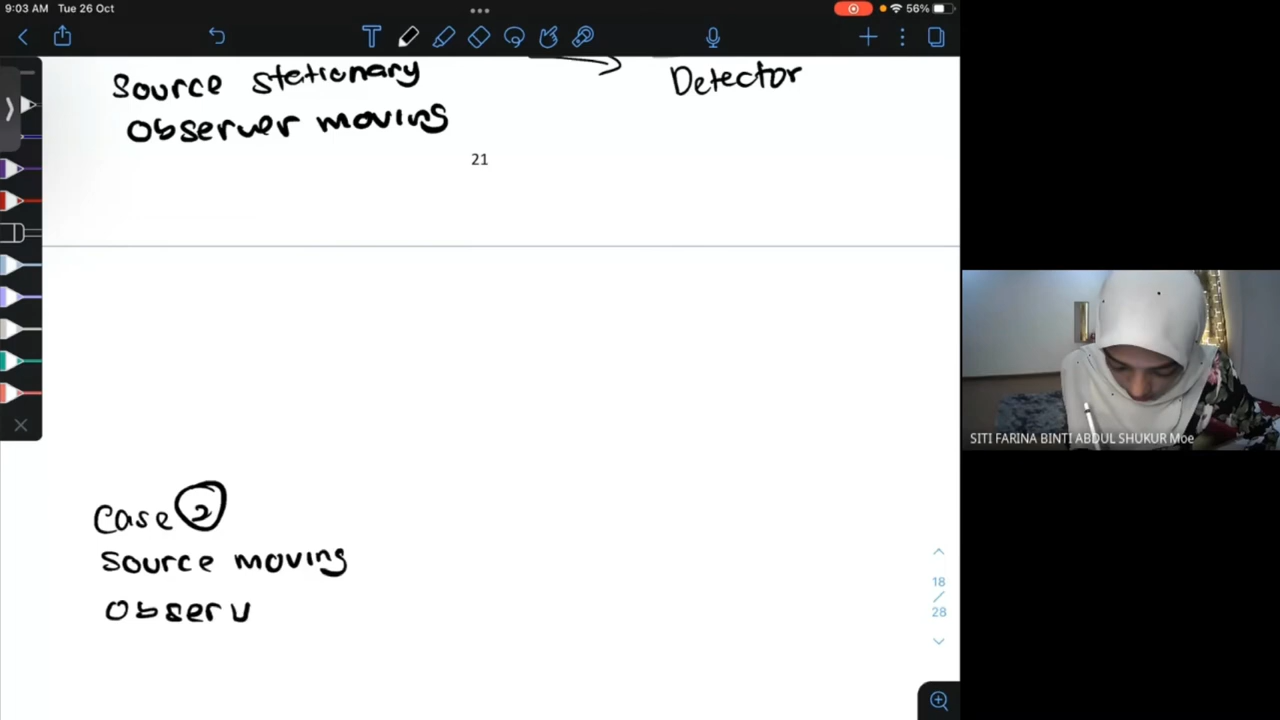 9:03 AM Tue 26 Oct
56%
T
Source stationary
Observer moving
Detector
21
Case 2
Source moving
Observ
18
/
28
SITI FARINA BINTI ABDUL SHUKUR Moe